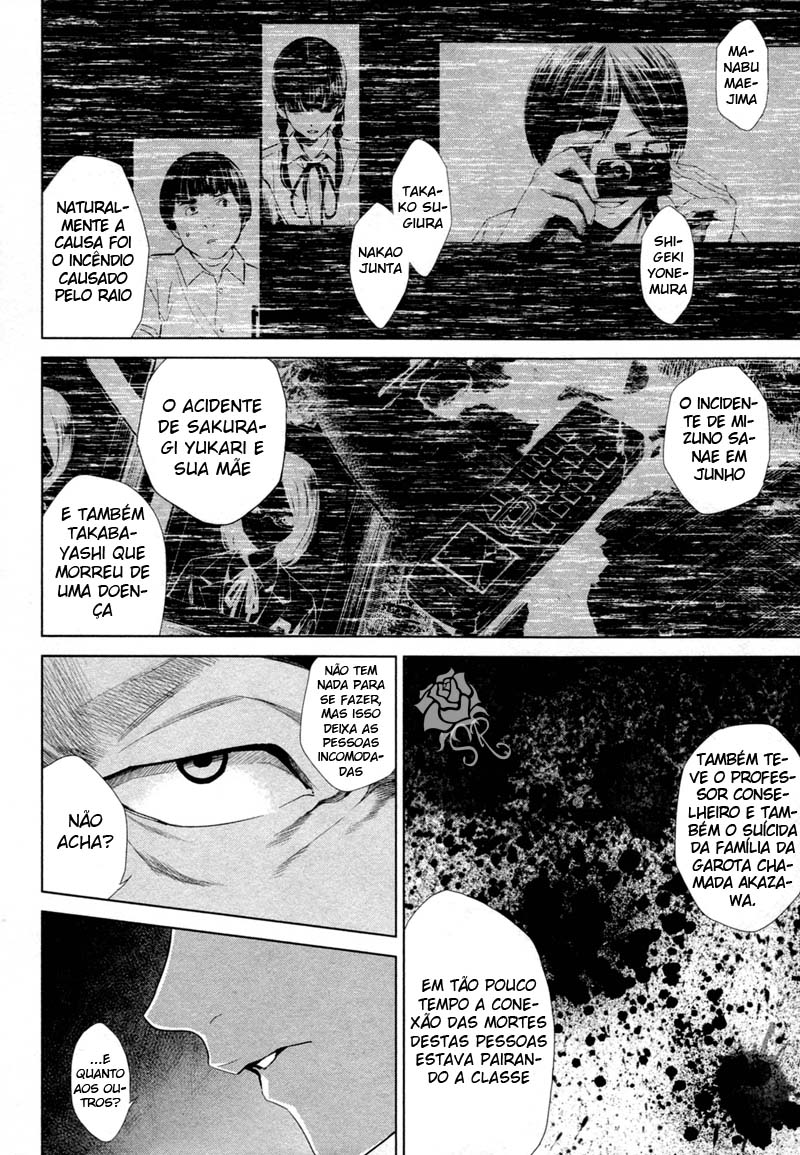 MA-
NABU
MAE-
JIMA
SHI-
GEKI
YONE-
MURA
TAKA-
KO SU-
GIURA
NAKAO
JUNTA
NATURAL-
MENTE A
CAUSA FOI
O INCÊNDIO
CAUSADO
PELO RAIO
O INCIDEN-
TE DE MI-
ZUNO SA-
NAE EM
JUNHO
O ACIDENTE
DE SAKURA-
GI YUKARI E
SUA MÃE
E TAMBÉM
TAKABA-
YASHI QUE
MORREU DE
UMA DOEN-
ÇA
TAMBÉM TE-
VE O PROFES-
SOR CONSE-
LHEIRO E TAM-
BÉM O SUÍCIDA
DA FAMÍLIA DA
GAROTA CHA-
MADA AKAZA-
WA.
EM TÃO POUCO
TEMPO A CONE-
XÃO DAS MORTES
DESTAS PESSOAS
ESTAVA PAIRAN-
DO A CLASSE
NÃO TEM
NADA PARA
SE FAZER,
MAS ISSO
DEIXA AS
PESSOAS
INCOMODA-
DAS
NÃO
ACHA?
...E
QUANTO
AOS OU-
TROS?
SR